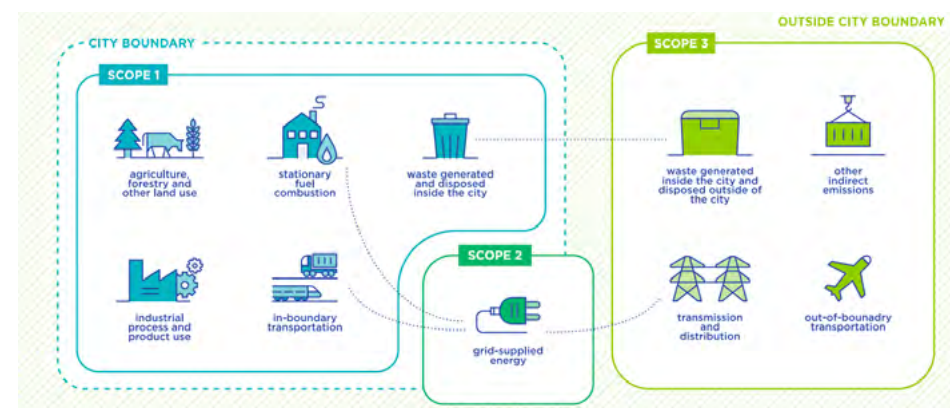 OUTSIDE CITY BOUNDARY
CITY BOUNDARY
SCOPE 3
SCOPE 1
agriculture,
forestry and
other land use
stationary
fuel
combustion
waste generated
and disposed
inside the city
waste generated
inside the city and
disposed outside of
the city
other
indirect
emissions
SCOPE 2
industrial
process and
product use
in-boundary
transportation
grid-supplied
energy
transmission
and
distribution
out-of-bounadry
transportation